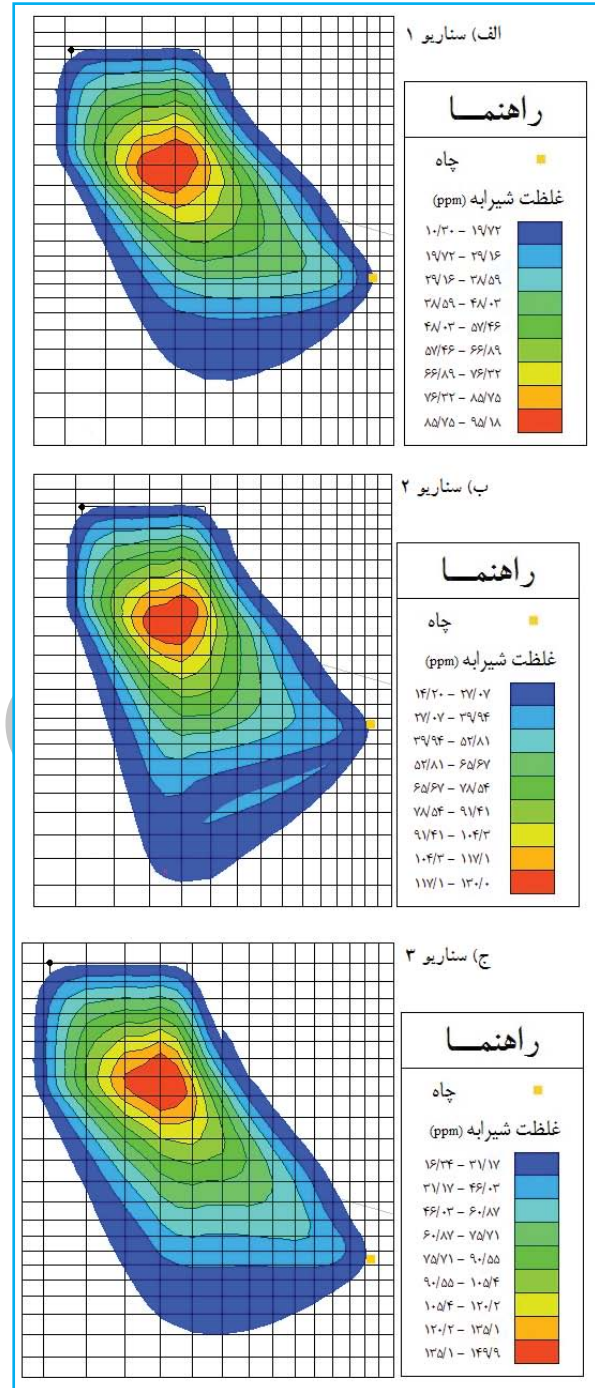 الف) سناریو ۱
راهنمـــا
چاه
غلظت شیرابه (ppm)
۱۰/۳۰ – ۱۹/۷۲
۱۹/۷۲ – ۲۹/۱۶
۲۹/۱۶ – ۳۸/۵۹
۳۸/۵۹ – ۴۸/۰۳
۴۸/۰۳ – ۵۷/۴۶
۵۷/۴۶ – ۶۶/۸۹
۶۶/۸۹ – ۷۶/۳۲
۷۶/۳۲ – ۸۵/۷۵
۸۵/۷۵ – ۹۵/۱۸
ب) سناریو ۲
راهنمـــا
چاه
غلظت شیرابه (ppm)
۱۴/۲۰ – ۲۷/۰۷
۲۷/۰۷ – ۳۹/۹۴
۳۹/۹۴ – ۵۲/۸۱
۵۲/۸۱ – ۶۵/۶۷
۶۵/۶۷ – ۷۸/۵۴
۷۸/۵۴ – ۹۱/۴۱
۹۱/۴۱ – ۱۰۴/۳
۱۰۴/۳ – ۱۱۷/۱
۱۱۷/۱ – ۱۳۰/۰
ج) سناریو ۳
راهنمـــا
چاه
غلظت شیرابه (ppm)
۱۶/۳۴ – ۳۱/۱۷
۳۱/۱۷ – ۴۶/۰۳
۴۶/۰۳ – ۶۰/۸۷
۶۰/۸۷ – ۷۵/۷۱
۷۵/۷۱ – ۹۰/۵۵
۹۰/۵۵ – ۱۰۵/۴
۱۰۵/۴ – ۱۲۰/۲
۱۲۰/۲ – ۱۳۵/۱
۱۳۵/۱ – ۱۴۹/۹